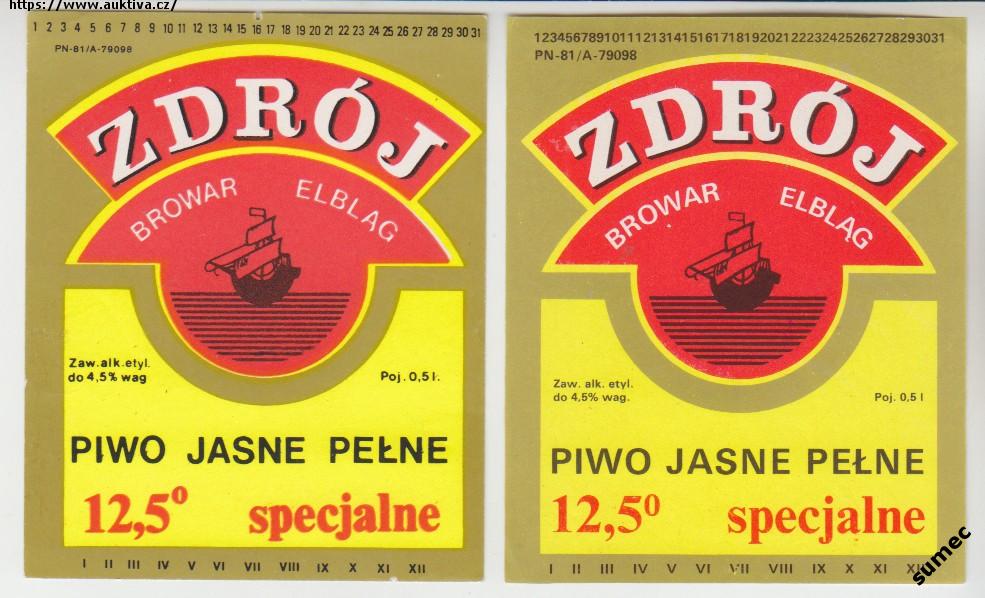 https://www.auktiva.cz/
1 2 3 4 5 6 7 8 9 10 11 12 13 14 15 16 17 18 19 20 21 22 23 24 25 26 27 28 29 30 31
PN-81/A-79098
ZDRÓJ
BROWAR ELBLĄG
Zaw.alk.etyl.
do 4,5% wag
Poj. 0,5 l.
PIWO JASNE PEŁNE
12,5⁰ specjalne
I II III IV V VI VII VIII IX X XI XII
12345678910111213141516171819202122232425262728293031
PN-81/A-79098
ZDRÓJ
BROWAR ELBLĄG
Zaw. alk. etyl.
do 4,5% wag.
Poj. 0,5 l
PIWO JASNE PEŁNE
12,5⁰ specjalne
I II III IV V VI VII VIII IX X XI
sumec